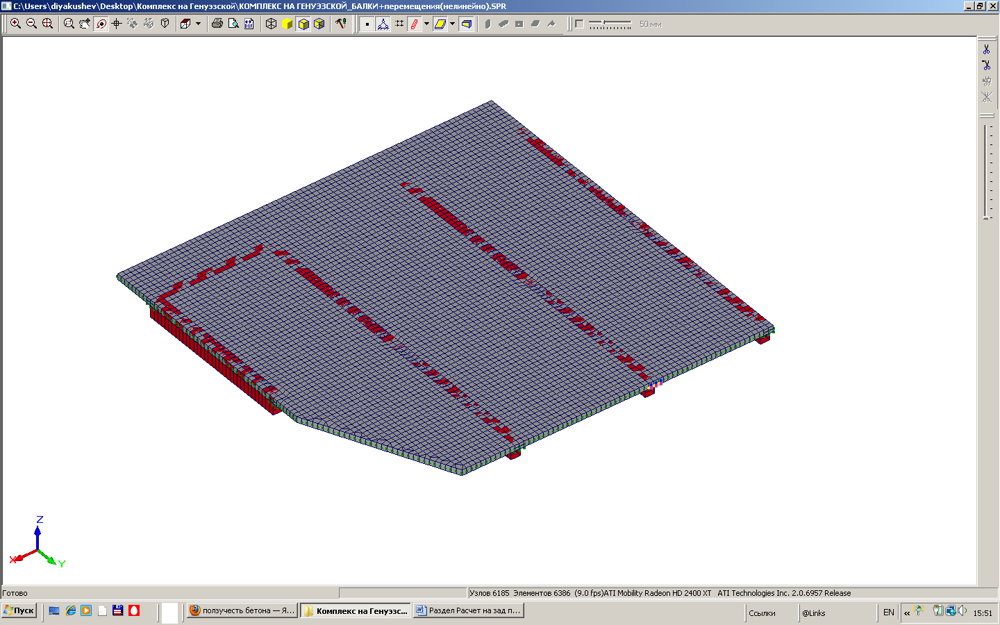 C:\Users\diyakushev\Desktop\Комплекс на Генуэзской\КОМПЛЕКС НА ГЕНУЭЗСКОЙ_БАЛКИ+перемещения(нелинейно).SPR
DXF
50 мм
Z
X
Y
Готово
Узлов 6185 Элементов 6386 (9.0 fps)ATI Mobility Radeon HD 2400 XT ATI Technologies Inc. 2.0.6957 Release
Пуск
ползучесть бетона — Я...
Комплекс на Генуэзс...
Раздел Расчет на зад п...
Ссылки
@Links
EN
«
15:51